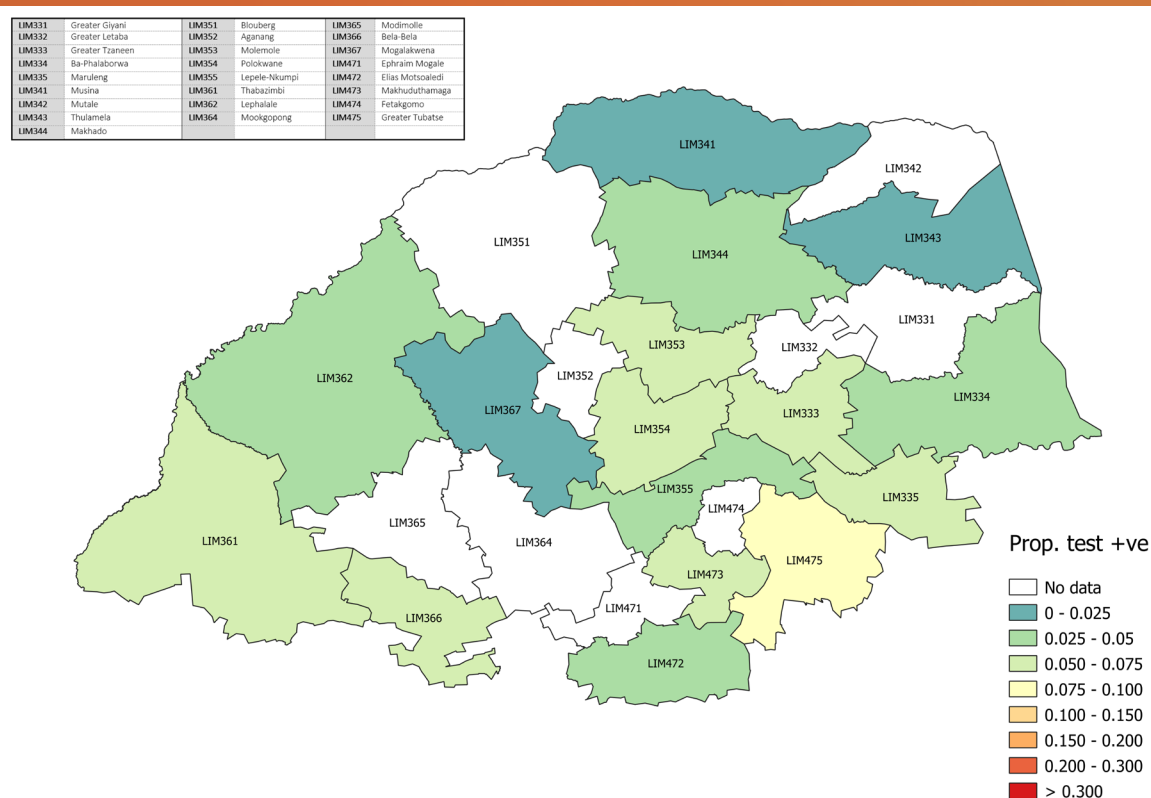 LIM331 Greater Giyani LIM351 Blouberg LIM365 Modimolle
LIM332 Greater Letaba LIM352 Aganang LIM366 Bela-Bela
LIM333 Greater Tzaneen LIM353 Molemole LIM367 Mogalakwena
LIM334 Ba-Phalaborwa LIM354 Polokwane LIM471 Ephraim Mogale
LIM335 Maruleng LIM355 Lepele-Nkumpi LIM472 Elias Motsoaledi
LIM341 Musina LIM361 Thabazimbi LIM473 Makhuduthamaga
LIM342 Mutale LIM362 Lephalale LIM474 Fetakgomo
LIM343 Thulamela LIM364 Mookgopong LIM475 Greater Tubatse
LIM344 Makhado
LIM341
LIM342
LIM343
LIM351
LIM344
LIM331
LIM353
LIM332
LIM352
LIM362
LIM334
LIM367
LIM333
LIM354
LIM355
LIM335
LIM474
LIM365
LIM361
LIM364
LIM475
LIM473
LIM471
LIM366
LIM472
Prop. test +ve
No data
0 - 0.025
0.025 - 0.05
0.050 - 0.075
0.075 - 0.100
0.100 - 0.150
0.150 - 0.200
0.200 - 0.300
> 0.300